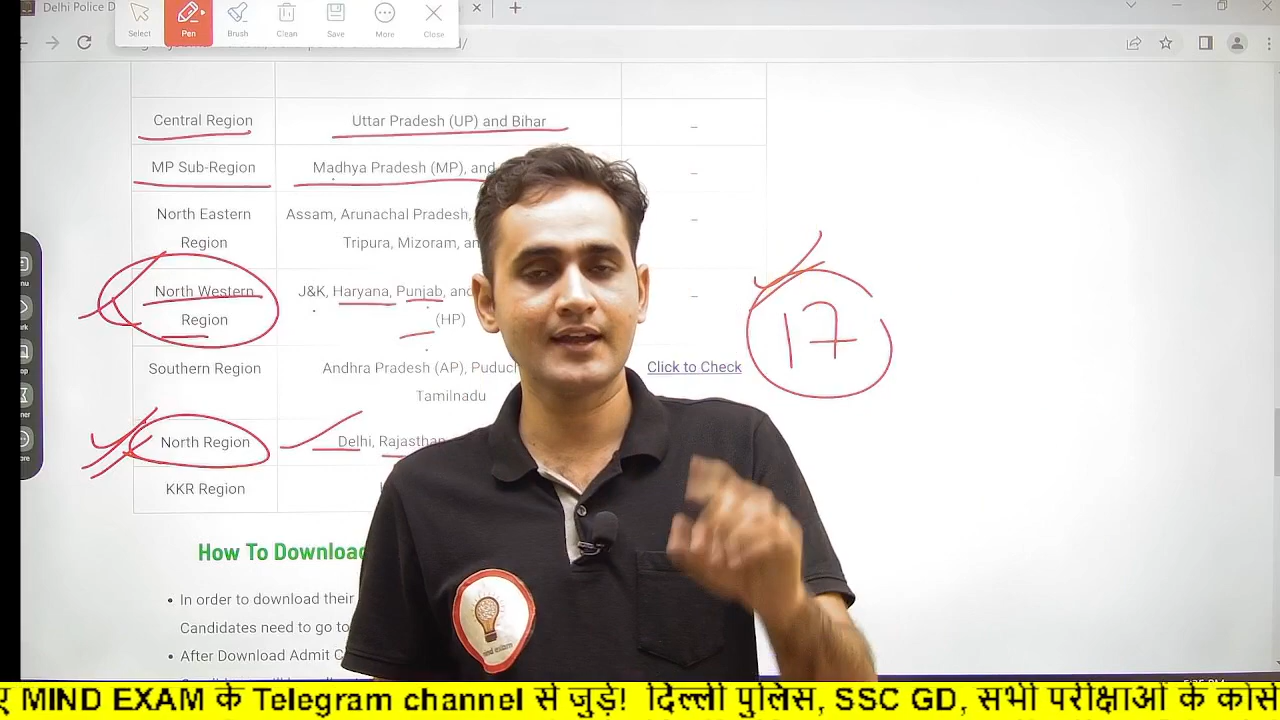 Delhi Police D
Select
Pen
Brush
Clean
Save
More
Close
Central Region
Uttar Pradesh (UP) and Bihar
–
MP Sub-Region
Madhya Pradesh (MP), and
–
North Eastern
Region
Assam, Arunachal Pradesh,
Tripura, Mizoram,
–
North Western
Region
J&K, Haryana, Punjab, and
(HP)
–
Southern Region
Andhra Pradesh (AP),
Tamilnadu
Click to Check
North Region
Delhi, Rajasthan
KKR Region
17
How To Download
• In order to download their
Candidates need to go to
• After Download Admit
MIND EXAM के Telegram channel से जुड़े! दिल्ली पुलिस, SSC GD, सभी परीक्षाओं के